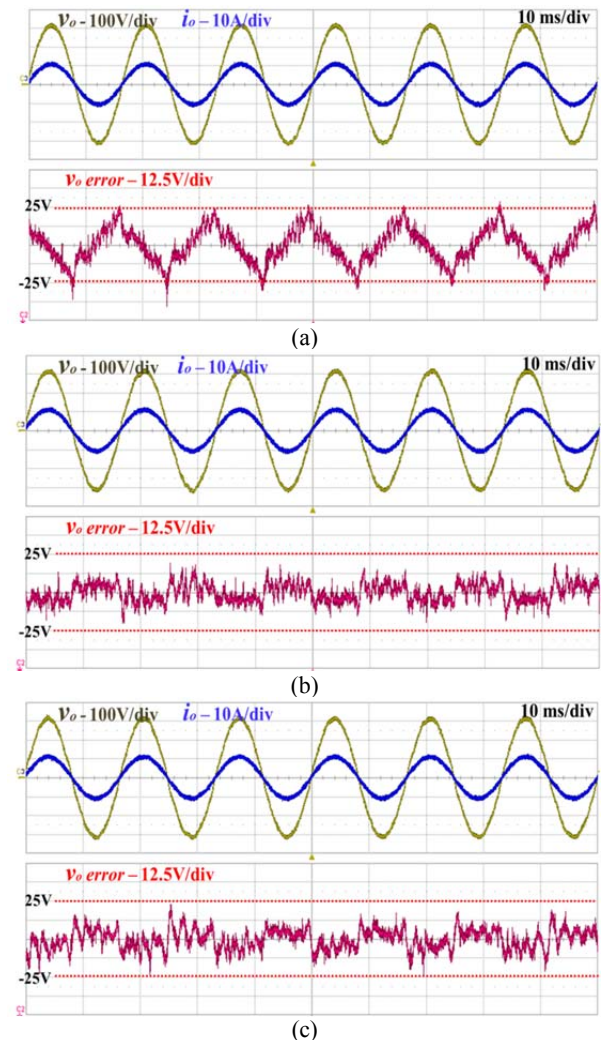 vo - 100V/div io – 10A/div 10 ms/div
vo error – 12.5V/div
25V
-25V
(a)
vo - 100V/div io – 10A/div 10 ms/div
vo error – 12.5V/div
25V
-25V
(b)
vo - 100V/div io – 10A/div 10 ms/div
vo error – 12.5V/div
25V
-25V
(c)